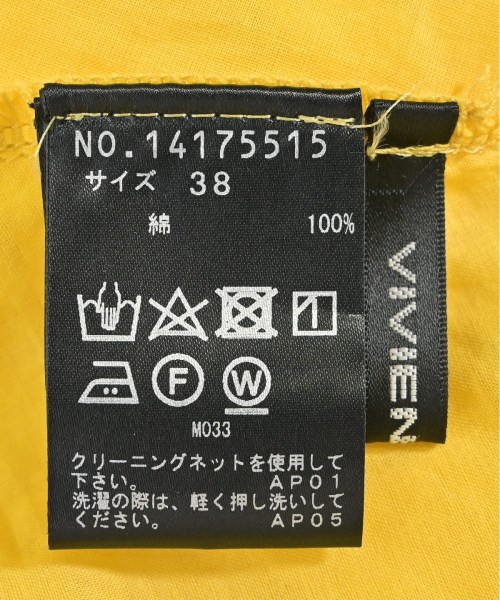 NO.14175515
サイズ 38
綿 100%
F
W
M033
クリーニングネットを使用して
下さい。 AP01
洗濯の際は、軽く押し洗いして
ください。 AP05
VIVIEN